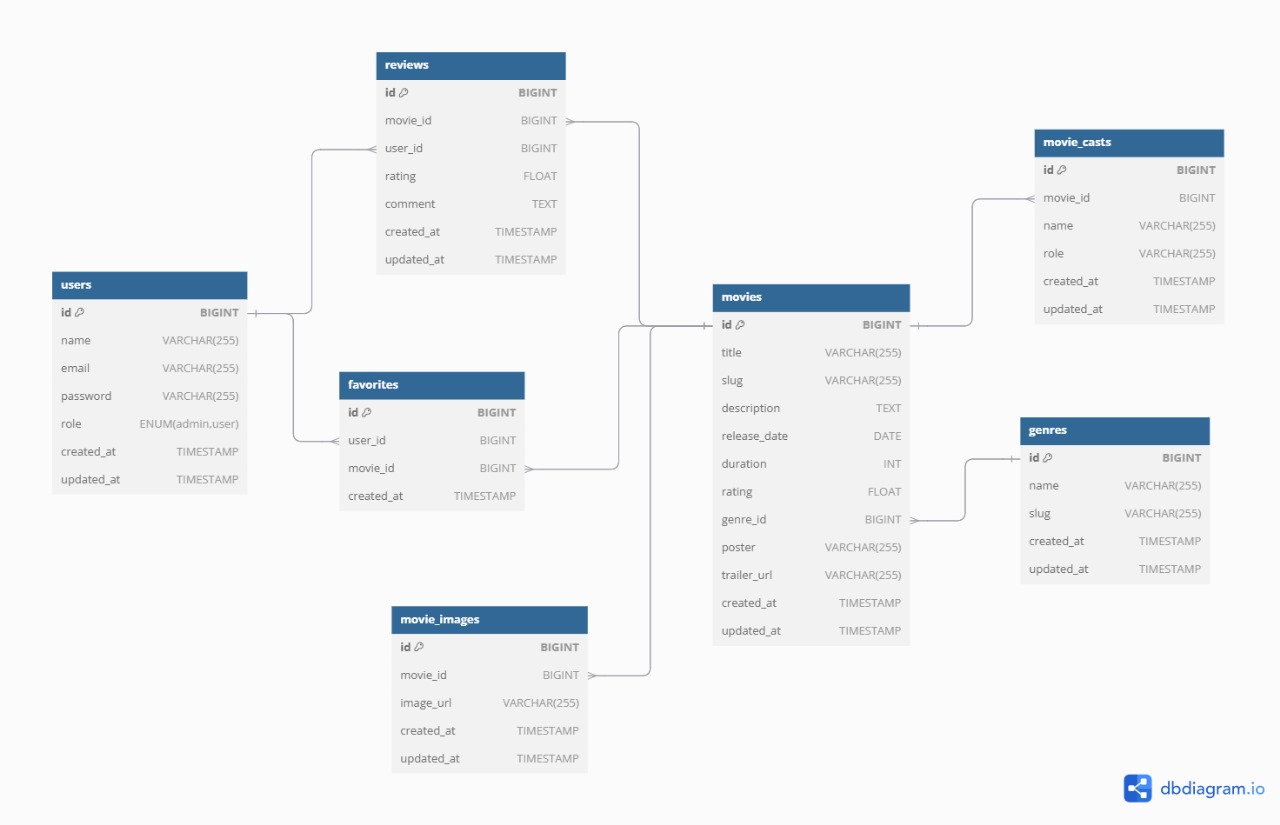 reviews
id BIGINT
movie_id BIGINT
user_id BIGINT
rating FLOAT
comment TEXT
created_at TIMESTAMP
updated_at TIMESTAMP
movie_casts
id BIGINT
movie_id BIGINT
name VARCHAR(255)
role VARCHAR(255)
created_at TIMESTAMP
updated_at TIMESTAMP
users
id BIGINT
name VARCHAR(255)
email VARCHAR(255)
password VARCHAR(255)
role ENUM(admin,user)
created_at TIMESTAMP
updated_at TIMESTAMP
movies
id BIGINT
title VARCHAR(255)
slug VARCHAR(255)
description TEXT
release_date DATE
duration INT
rating FLOAT
genre_id BIGINT
poster VARCHAR(255)
trailer_url VARCHAR(255)
created_at TIMESTAMP
updated_at TIMESTAMP
favorites
id BIGINT
user_id BIGINT
movie_id BIGINT
created_at TIMESTAMP
genres
id BIGINT
name VARCHAR(255)
slug VARCHAR(255)
created_at TIMESTAMP
updated_at TIMESTAMP
movie_images
id BIGINT
movie_id BIGINT
image_url VARCHAR(255)
created_at TIMESTAMP
updated_at TIMESTAMP
dbdiagram.io